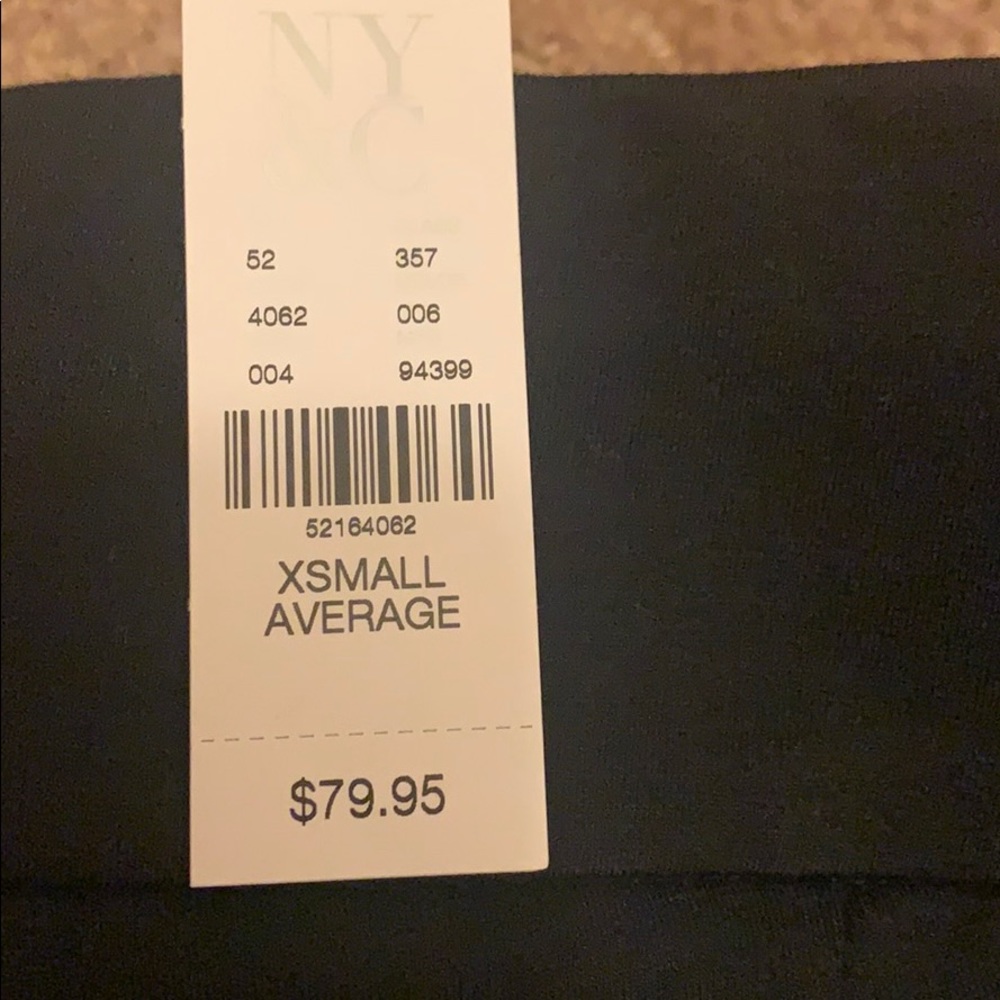 NY
&C
52 357
4062 006
004 94399
52164062
XSMALL
AVERAGE
$79.95